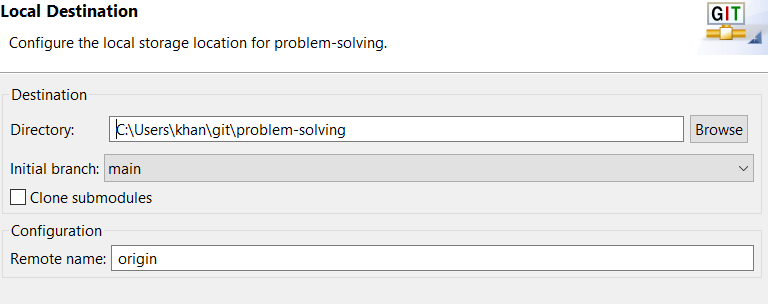 Local Destination
GIT
Configure the local storage location for problem-solving.
Destination
Directory: C:\Users\khan\git\problem-solving Browse
Initial branch: main
Clone submodules
Configuration
Remote name: origin